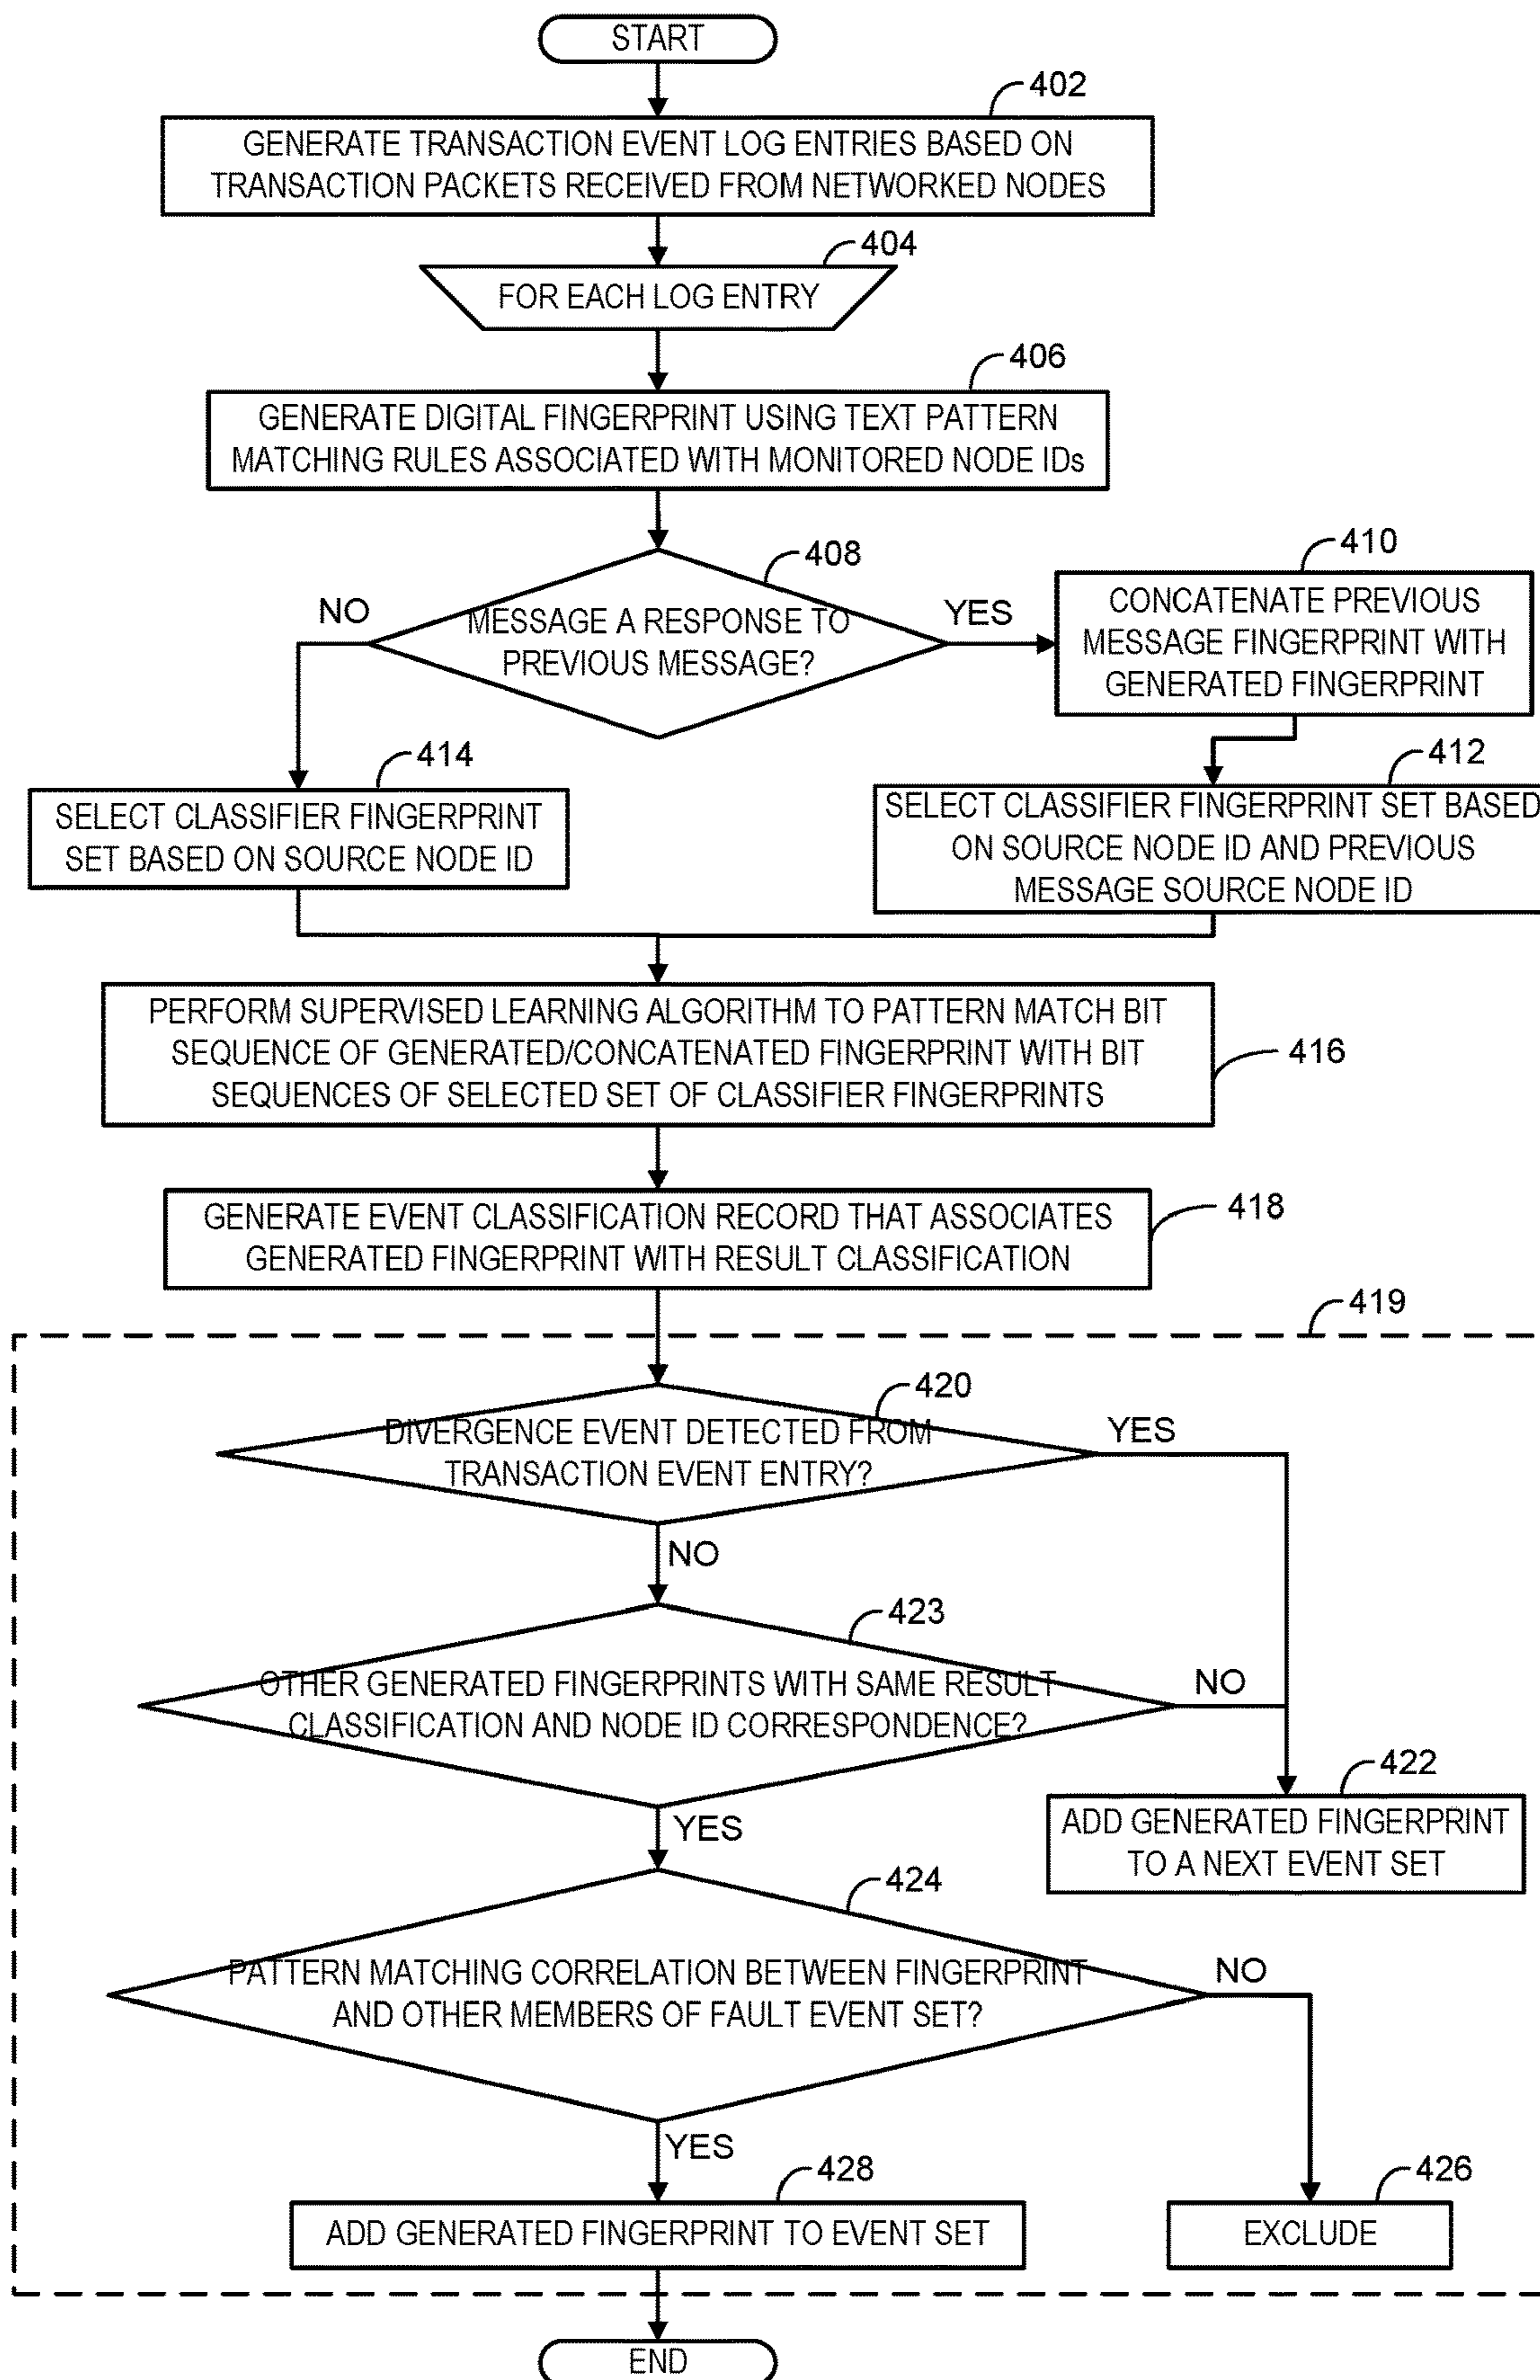 START
402
GENERATE TRANSACTION EVENT LOG ENTRIES BASED ON
TRANSACTION PACKETS RECEIVED FROM NETWORKED NODES
404
FOR EACH LOG ENTRY
406
GENERATE DIGITAL FINGERPRINT USING TEXT PATTERN
MATCHING RULES ASSOCIATED WITH MONITORED NODE IDs
408
MESSAGE A RESPONSE TO
PREVIOUS MESSAGE?
NO
YES
410
CONCATENATE PREVIOUS
MESSAGE FINGERPRINT WITH
GENERATED FINGERPRINT
414
SELECT CLASSIFIER FINGERPRINT
SET BASED ON SOURCE NODE ID
412
SELECT CLASSIFIER FINGERPRINT SET BASED
ON SOURCE NODE ID AND PREVIOUS
MESSAGE SOURCE NODE ID
PERFORM SUPERVISED LEARNING ALGORITHM TO PATTERN MATCH BIT
SEQUENCE OF GENERATED/CONCATENATED FINGERPRINT WITH BIT
SEQUENCES OF SELECTED SET OF CLASSIFIER FINGERPRINTS
416
GENERATE EVENT CLASSIFICATION RECORD THAT ASSOCIATES
GENERATED FINGERPRINT WITH RESULT CLASSIFICATION
418
419
420
DIVERGENCE EVENT DETECTED FROM
TRANSACTION EVENT ENTRY?
YES
NO
423
OTHER GENERATED FINGERPRINTS WITH SAME RESULT
CLASSIFICATION AND NODE ID CORRESPONDENCE?
NO
YES
422
ADD GENERATED FINGERPRINT
TO A NEXT EVENT SET
424
PATTERN MATCHING CORRELATION BETWEEN FINGERPRINT
AND OTHER MEMBERS OF FAULT EVENT SET?
NO
YES
428
ADD GENERATED FINGERPRINT TO EVENT SET
426
EXCLUDE
END